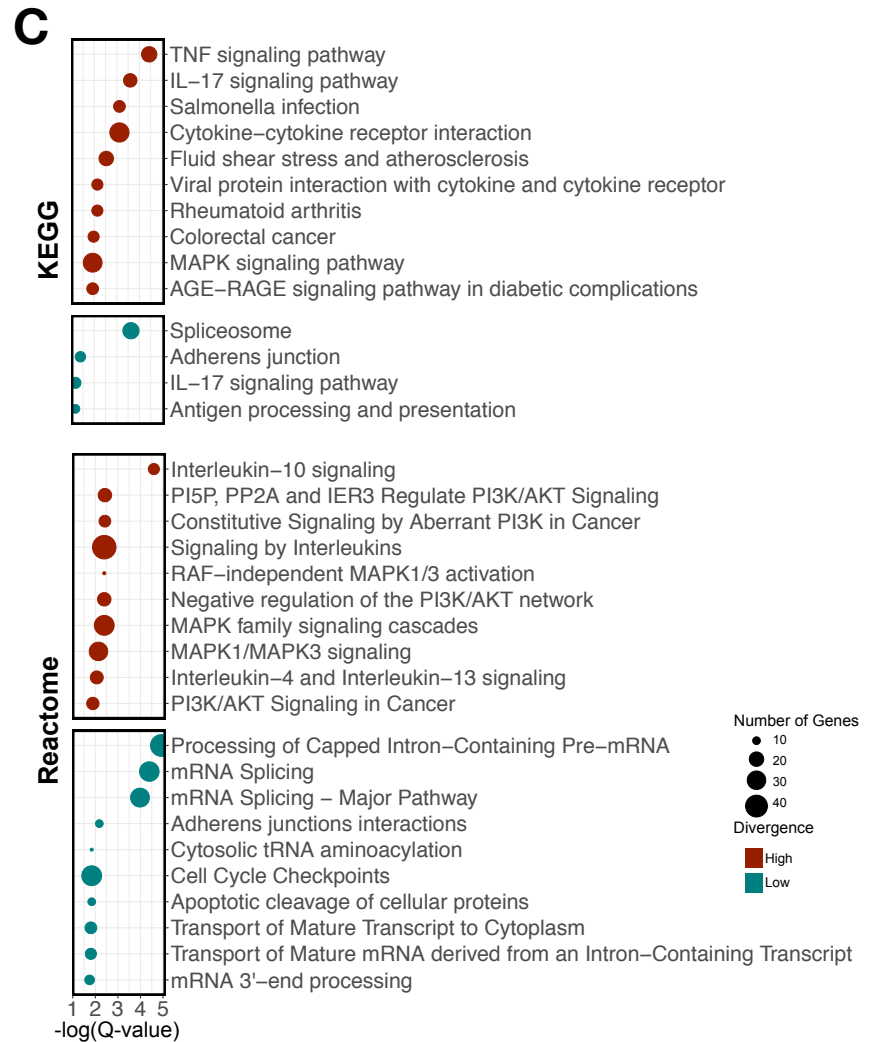 C
KEGG
TNF signaling pathway
IL−17 signaling pathway
Salmonella infection
Cytokine−cytokine receptor interaction
Fluid shear stress and atherosclerosis
Viral protein interaction with cytokine and cytokine receptor
Rheumatoid arthritis
Colorectal cancer
MAPK signaling pathway
AGE−RAGE signaling pathway in diabetic complications
Spliceosome
Adherens junction
IL−17 signaling pathway
Antigen processing and presentation
Reactome
Interleukin−10 signaling
PI5P, PP2A and IER3 Regulate PI3K/AKT Signaling
Constitutive Signaling by Aberrant PI3K in Cancer
Signaling by Interleukins
RAF−independent MAPK1/3 activation
Negative regulation of the PI3K/AKT network
MAPK family signaling cascades
MAPK1/MAPK3 signaling
Interleukin−4 and Interleukin−13 signaling
PI3K/AKT Signaling in Cancer
Processing of Capped Intron−Containing Pre−mRNA
mRNA Splicing
mRNA Splicing − Major Pathway
Adherens junctions interactions
Cytosolic tRNA aminoacylation
Cell Cycle Checkpoints
Apoptotic cleavage of cellular proteins
Transport of Mature Transcript to Cytoplasm
Transport of Mature mRNA derived from an Intron−Containing Transcript
mRNA 3'−end processing
1 2 3 4 5
-log(Q-value)
Number of Genes
10
20
30
40
Divergence
High
Low